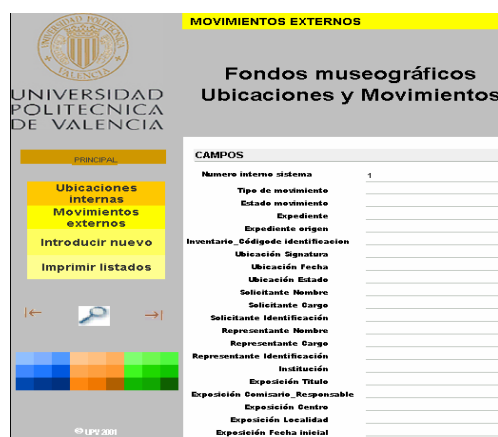 MOVIMIENTOS EXTERNOS
Fondos museográficos
Ubicaciones y Movimientos
UNIVERSIDAD
POLITECNICA
DE VALENCIA
PRINCIPAL
Ubicaciones
internas
Movimientos
externos
Introducir nuevo
Imprimir listados
© UPV 2001
CAMPOS
Numero interno sistema 1
Tipo de movimiento
Estado movimiento
Expediente
Expediente origen
Inventario_Códigode identificacion
Ubicación Signatura
Ubicación Fecha
Ubicación Estado
Solicitante Nombre
Solicitante Cargo
Solicitante Identificación
Representante Nombre
Representante Cargo
Representante Identificación
Institución
Exposición Titulo
Exposición Comisario_Responsable
Exposición Centro
Exposición Localidad
Exposición Fecha inicial